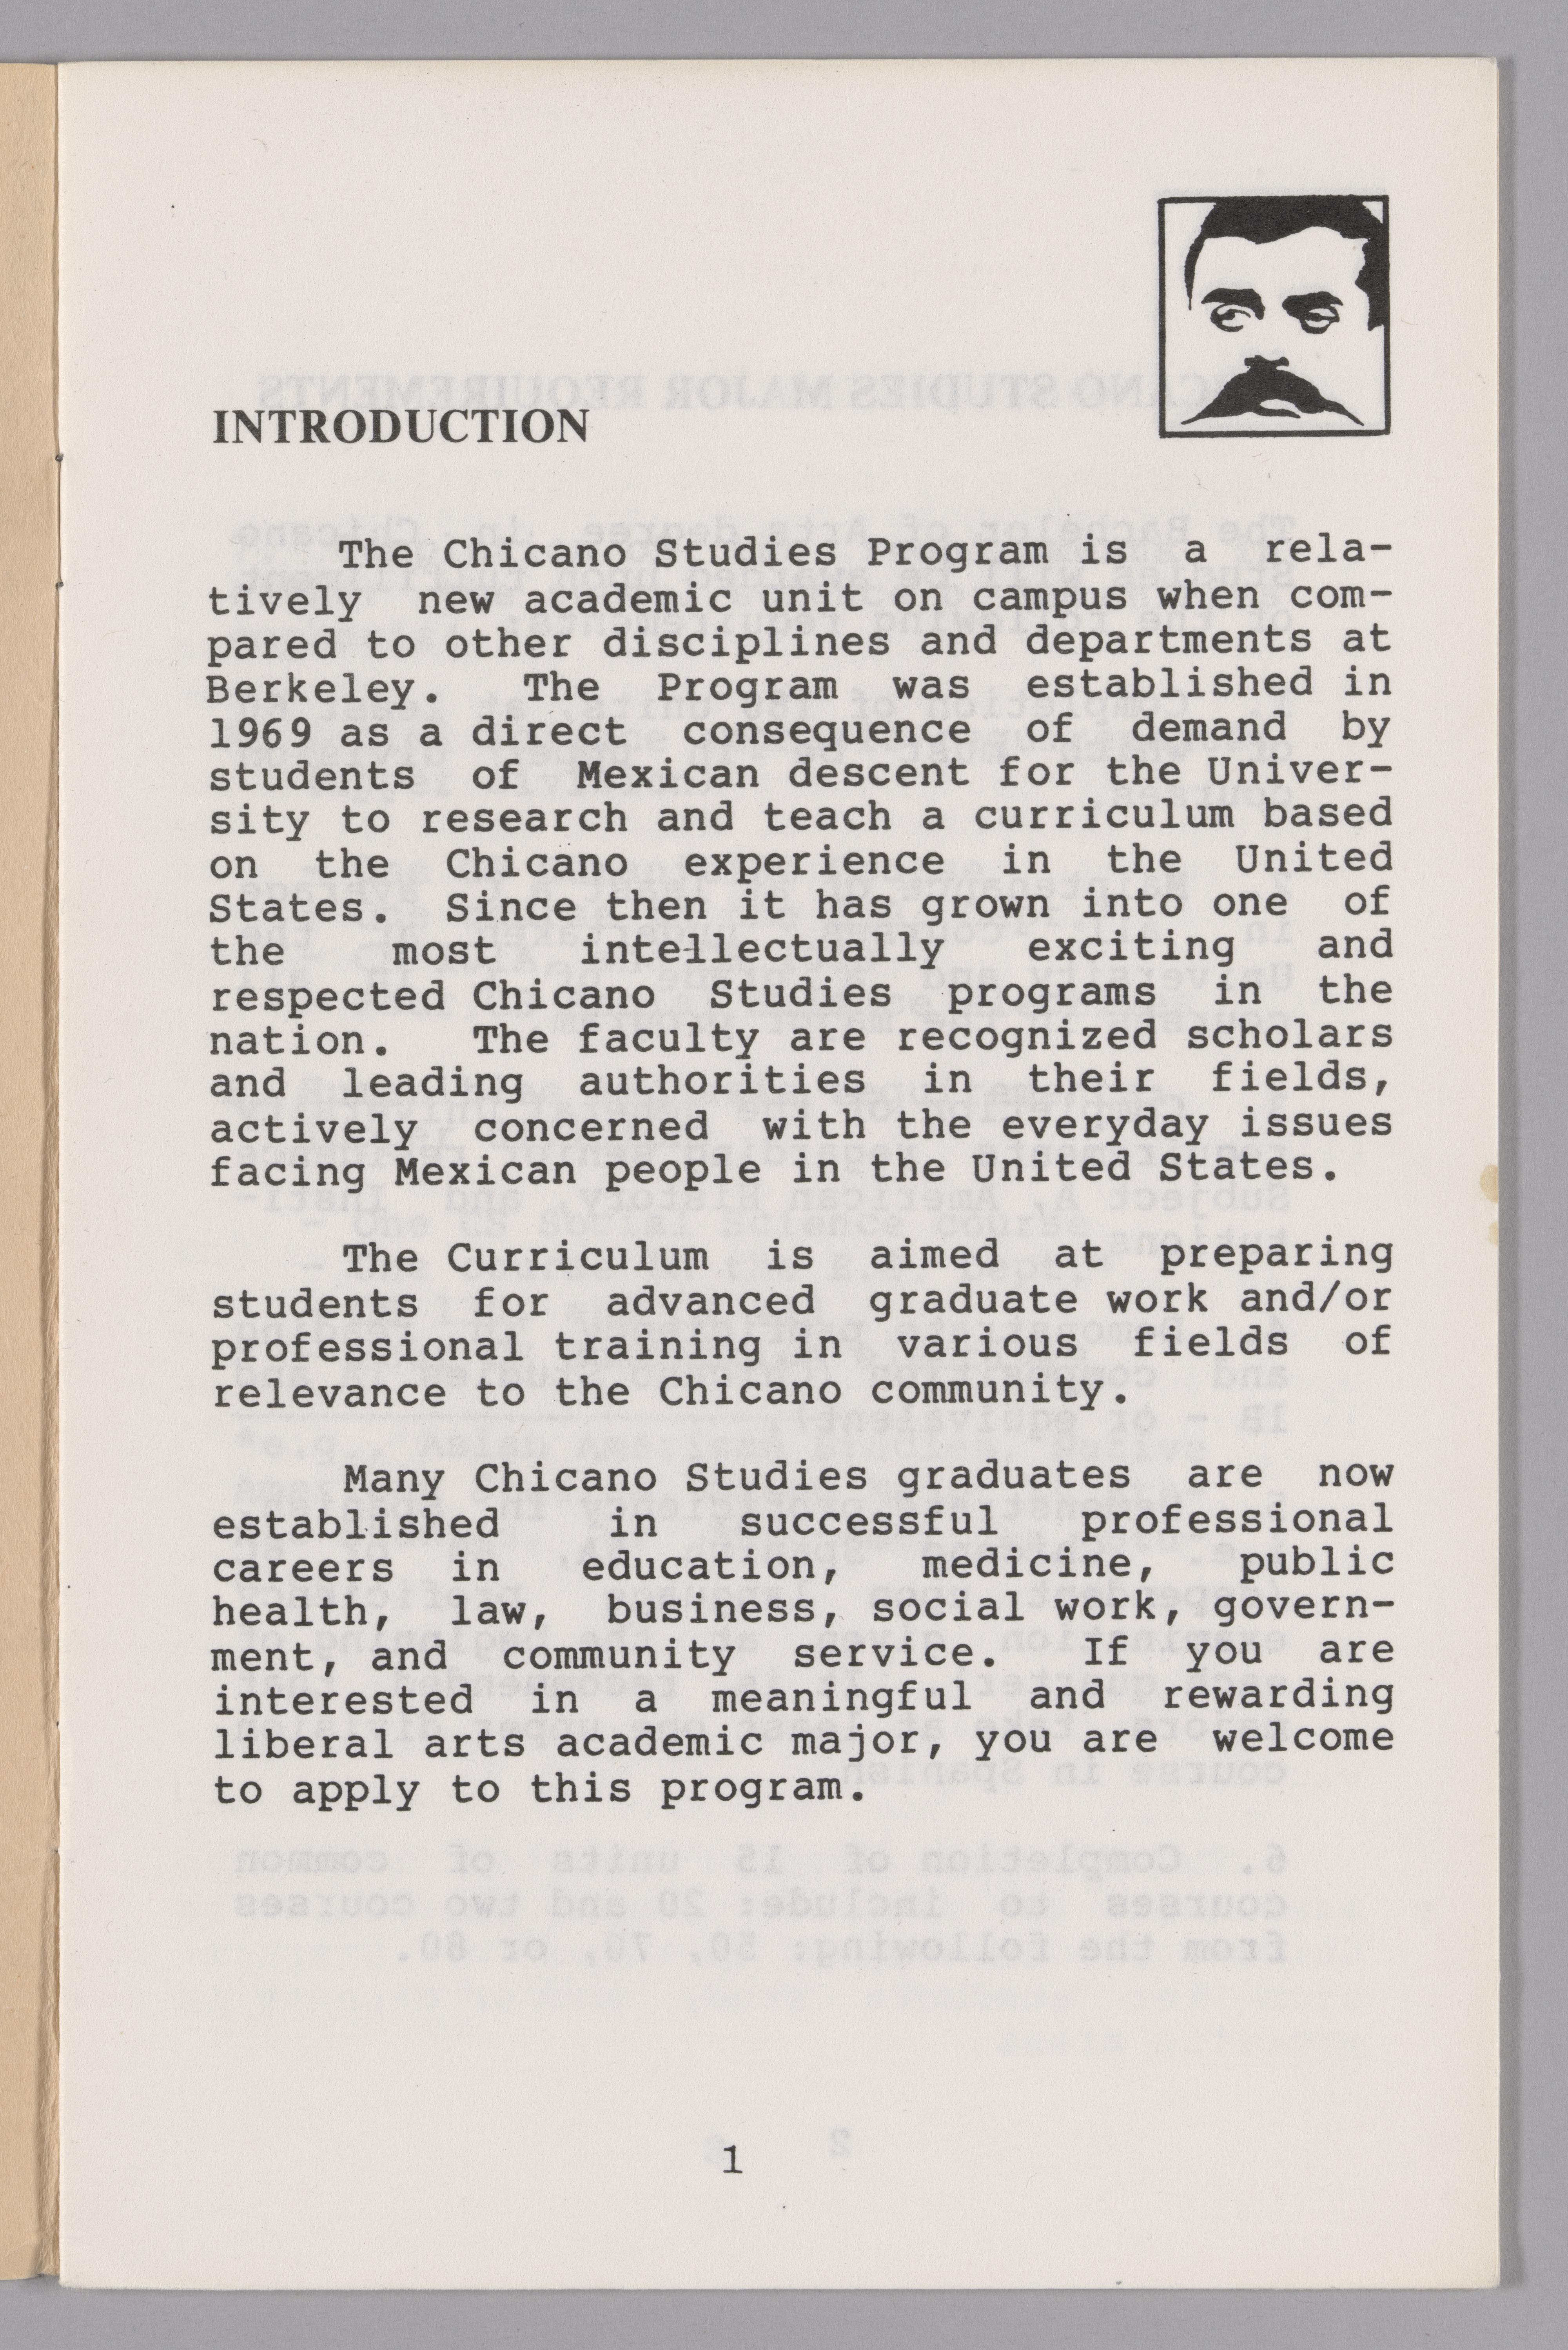 INTRODUCTION
The Chicano Studies Program is a rela-
tively new academic unit on campus when com-
pared to other disciplines and departments at
Berkeley. The Program was established in
1969 as a direct consequence of demand by
students of Mexican descent for the Univer-
sity to research and teach a curriculum based
on the Chicano experience in the United
States. Since then it has grown into one of
the most intellectually exciting and
respected Chicano Studies programs in the
nation. The faculty are recognized scholars
and leading authorities in their fields,
actively concerned with the everyday issues
facing Mexican people in the United States.
The Curriculum is aimed at preparing
students for advanced graduate work and/or
professional training in various fields of
relevance to the Chicano community.
Many Chicano Studies graduates are now
established in successful professional
careers in education, medicine, public
health, law, business, social work, govern-
ment, and community service. If you are
interested in a meaningful and rewarding
liberal arts academic major, you are welcome
to apply to this program.
1